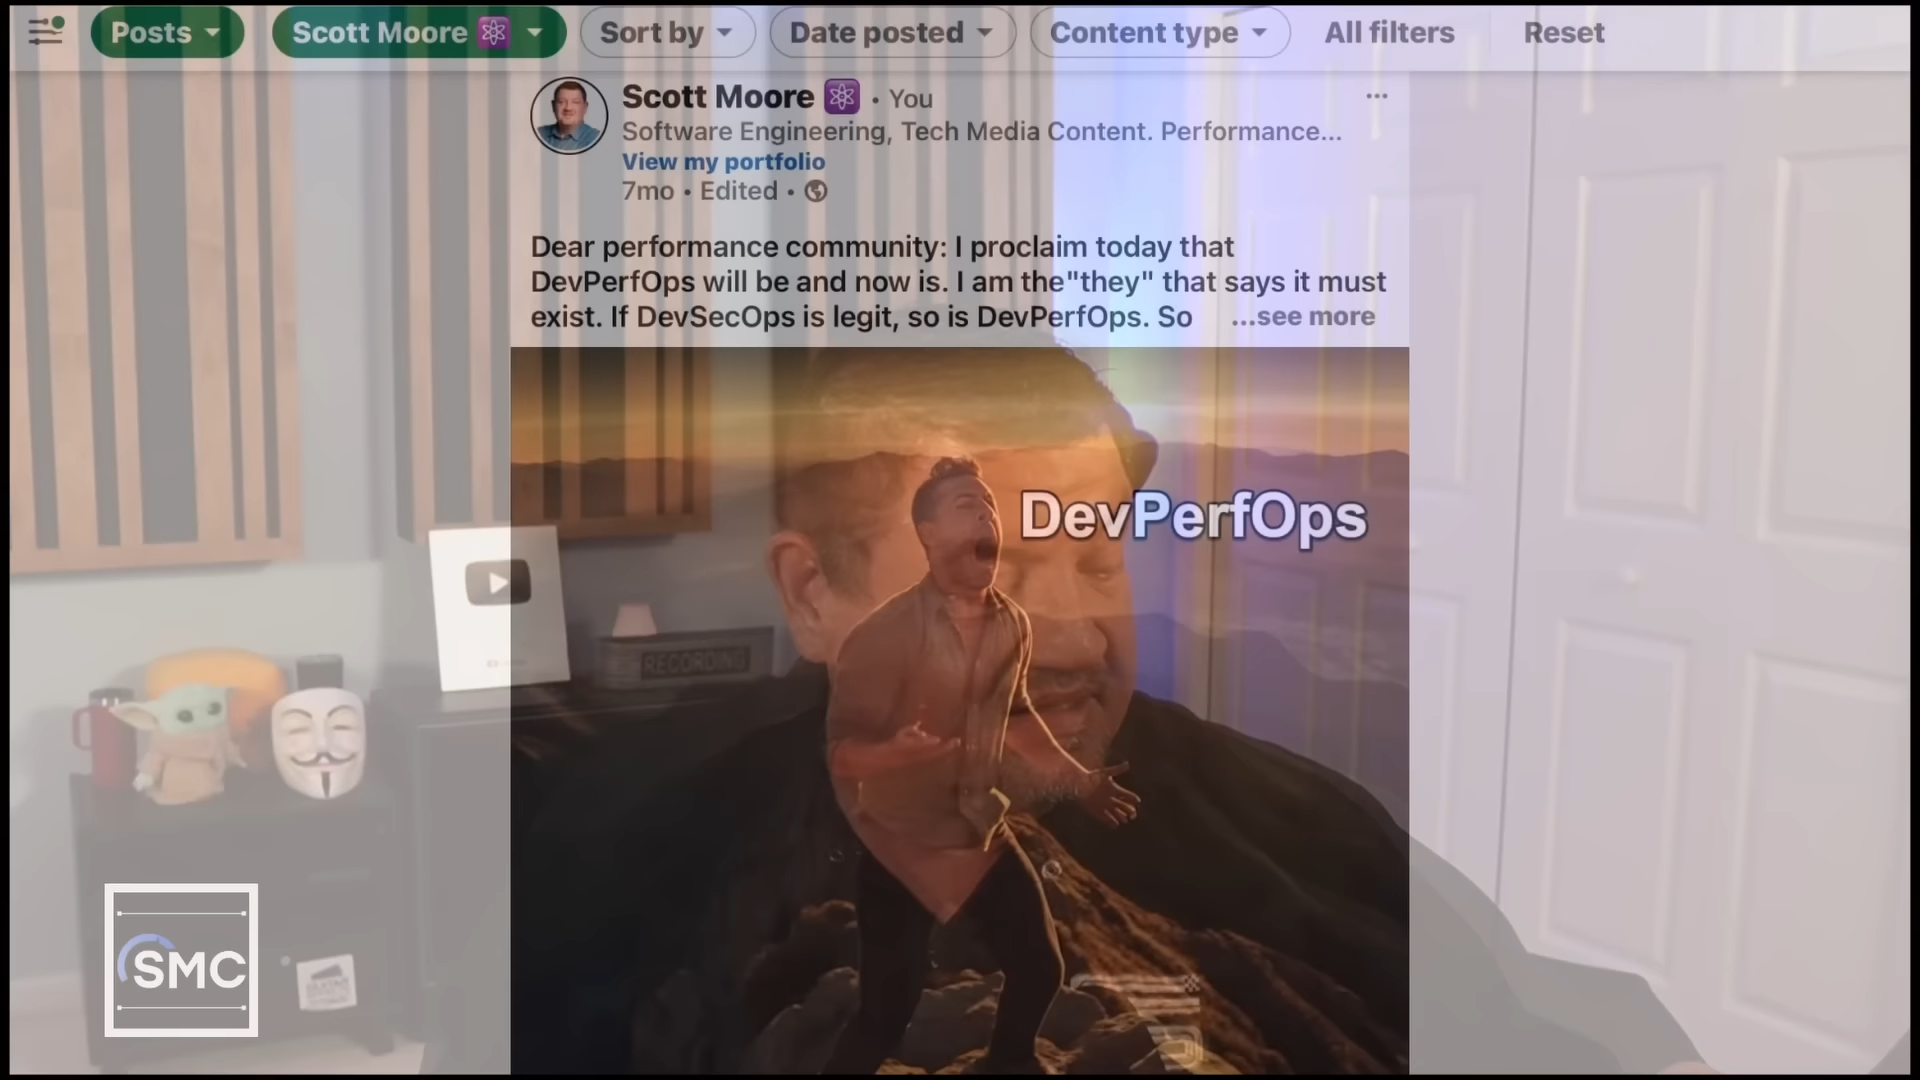 Posts Scott Moore Sort by Date posted Content type All filters Reset
Scott Moore • You
Software Engineering, Tech Media Content. Performance...
View my portfolio
7mo • Edited •
Dear performance community: I proclaim today that
DevPerfOps will be and now is. I am the"they" that says it must
exist. If DevSecOps is legit, so is DevPerfOps. So ...see more
DevPerfOps
RECORDING
SMC